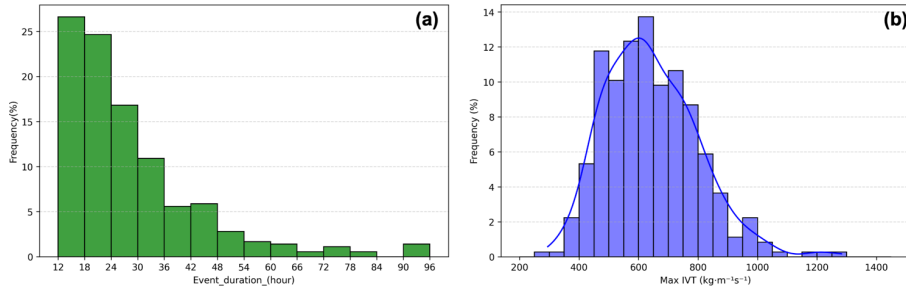 (a)
25
20
15
10
5
0
Frequency(%)
12 18 24 30 36 42 48 54 60 66 72 78 84 90 96
Event_duration_(hour)
(b)
14
12
10
8
6
4
2
0
Frequency (%)
200 400 600 800 1000 1200 1400
Max IVT (kg·m⁻¹s⁻¹)